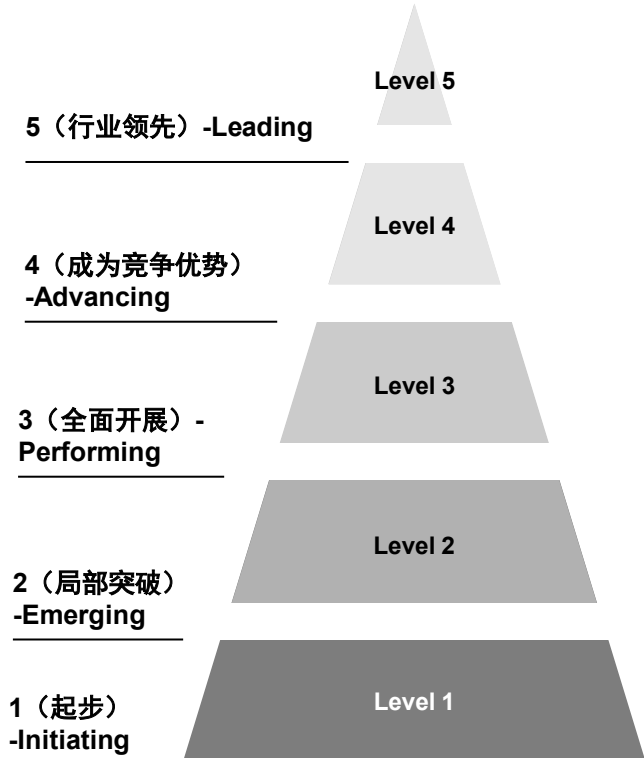 Level 5
5（行业领先）-Leading
Level 4
4（成为竞争优势）
-Advancing
Level 3
3（全面开展）-
Performing
Level 2
2（局部突破）
-Emerging
Level 1
1（起步）
-Initiating